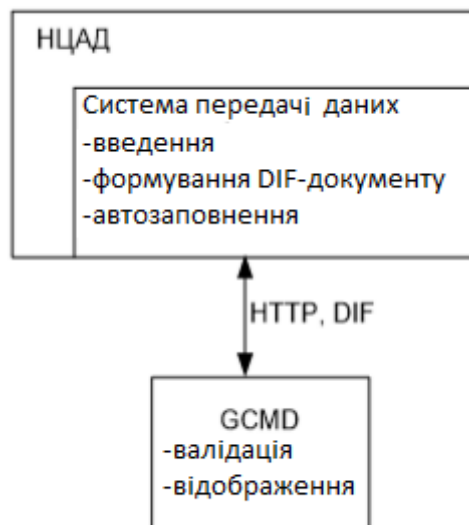 НЦАД
Система передачі даних
-введення
-формування DIF-документу
-автозаповнення
HTTP, DIF
GCMD
-валідація
-відображення